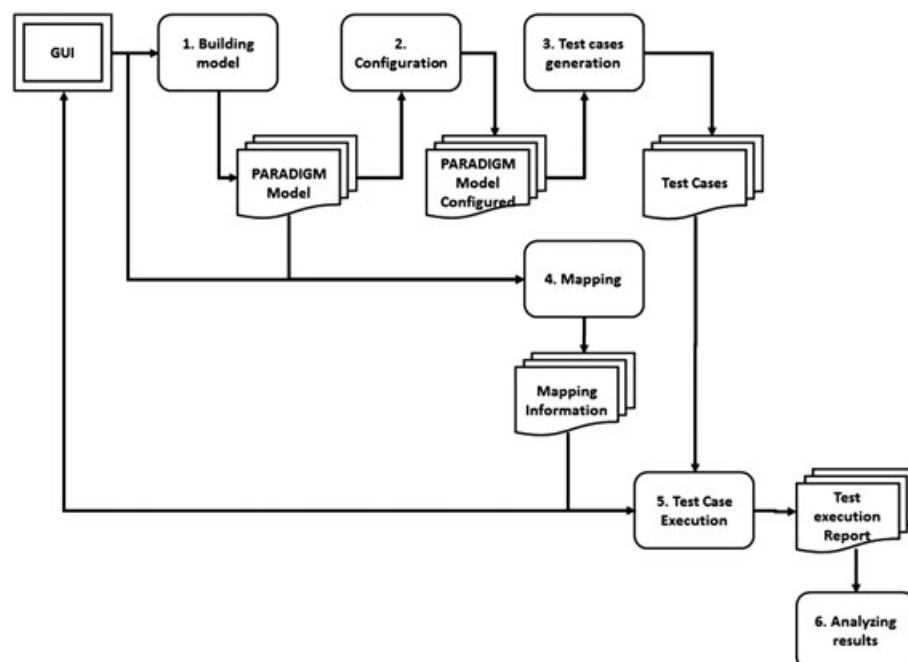 GUI
1. Building
model
2.
Configuration
3. Test cases
generation
PARADIGM
Model
PARADIGM
Model
Configured
Test Cases
4. Mapping
Mapping
Information
5. Test Case
Execution
Test
execution
Report
6. Analyzing
results